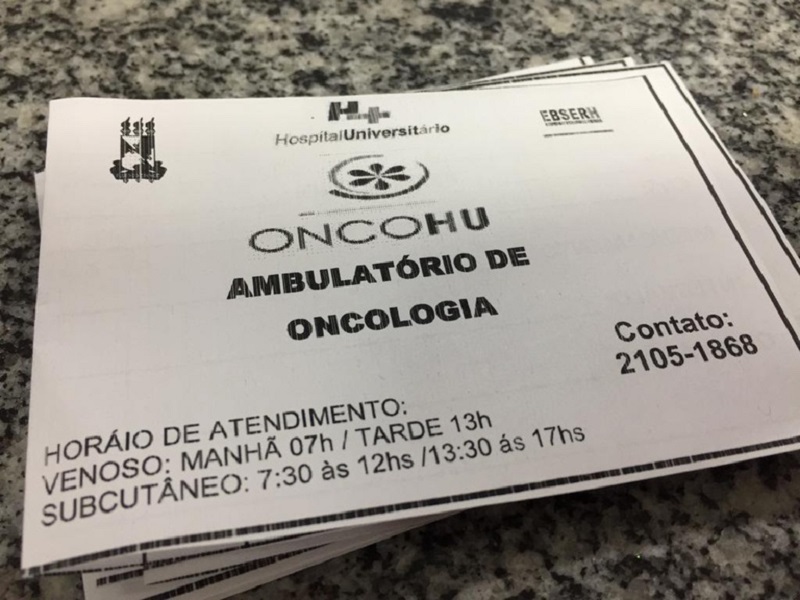 HospitalUniversitário
EBSERH
ONCOHU
AMBULATÓRIO DE
ONCOLOGIA
Contato:
2105-1868
HORÁIO DE ATENDIMENTO:
VENOSO: MANHÃ 07h / TARDE 13h
SUBCUTÂNEO: 7:30 às 12hs /13:30 ás 17hs